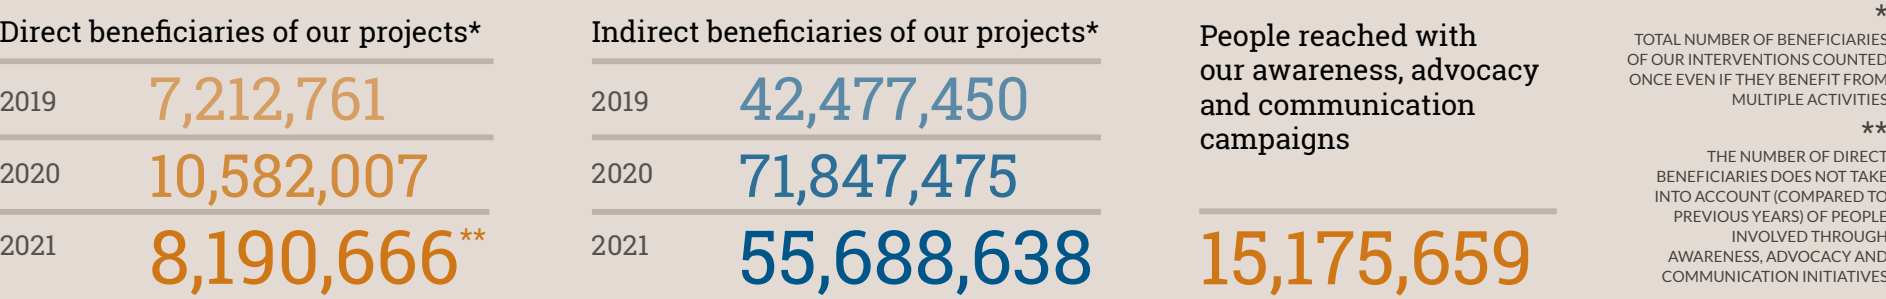 Direct beneficiaries of our projects*
2019 7,212,761
2020 10,582,007
2021 8,190,666**
Indirect beneficiaries of our projects*
2019 42,477,450
2020 71,847,475
2021 55,688,638
People reached with
our awareness, advocacy
and communication
campaigns
15,175,659
*
TOTAL NUMBER OF BENEFICIARIES
OF OUR INTERVENTIONS COUNTED
ONCE EVEN IF THEY BENEFIT FROM
MULTIPLE ACTIVITIES
**
THE NUMBER OF DIRECT
BENEFICIARIES DOES NOT TAKE
INTO ACCOUNT (COMPARED TO
PREVIOUS YEARS) OF PEOPLE
INVOLVED THROUGH
AWARENESS, ADVOCACY AND
COMMUNICATION INITIATIVES